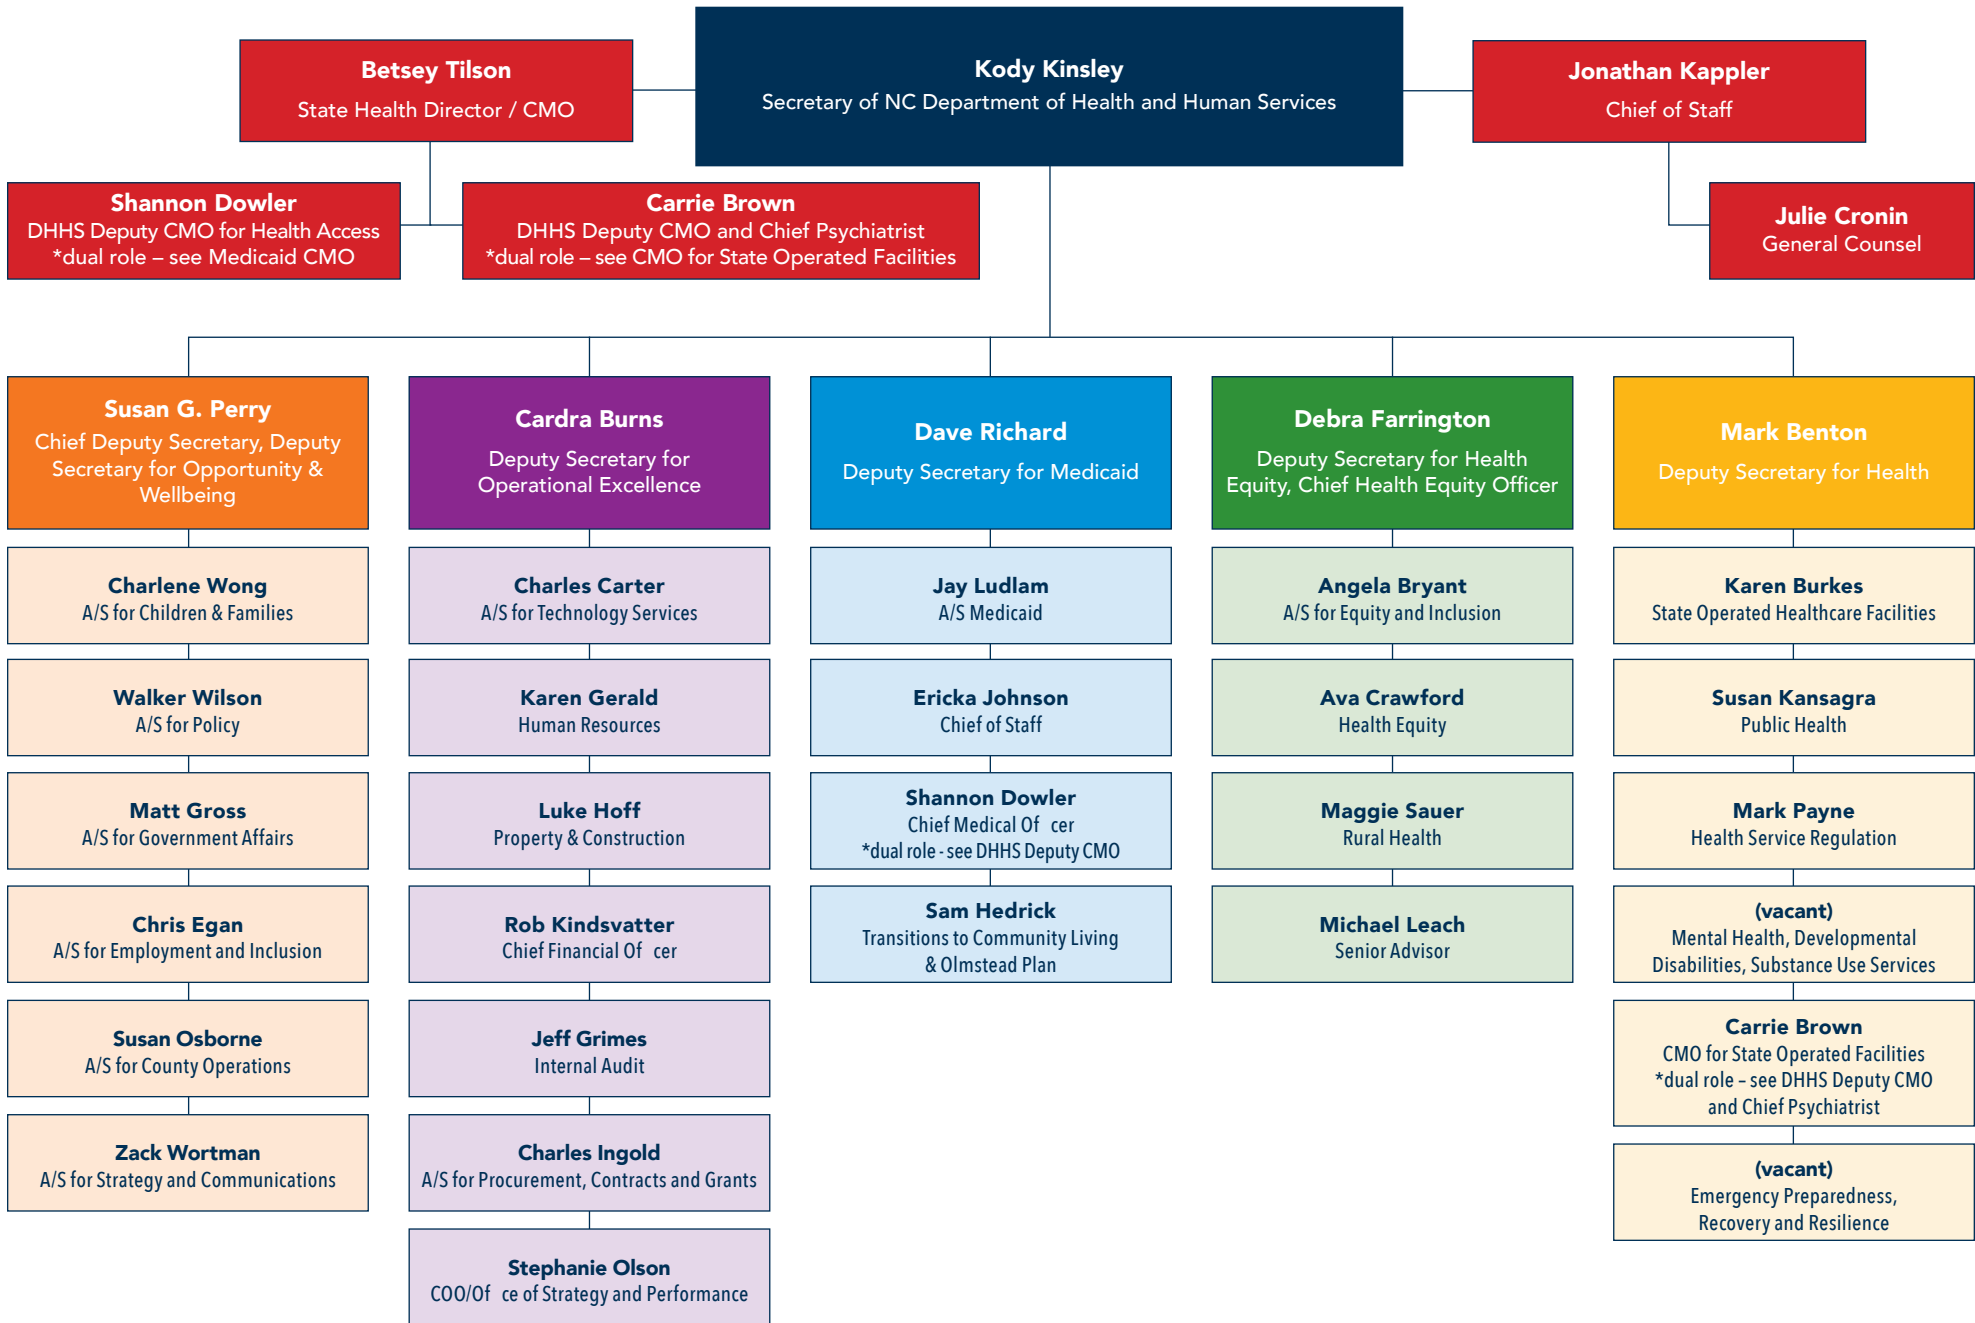 Betsey Tilson
State Health Director / CMO
Kody Kinsley
Secretary of NC Department of Health and Human Services
Jonathan Kappler
Chief of Staff
Shannon Dowler
DHHS Deputy CMO for Health Access
*dual role – see Medicaid CMO
Carrie Brown
DHHS Deputy CMO and Chief Psychiatrist
*dual role – see CMO for State Operated Facilities
Julie Cronin
General Counsel
Susan G. Perry
Chief Deputy Secretary, Deputy
Secretary for Opportunity &
Wellbeing
Charlene Wong
A/S for Children & Families
Walker Wilson
A/S for Policy
Matt Gross
A/S for Government Affairs
Chris Egan
A/S for Employment and Inclusion
Susan Osborne
A/S for County Operations
Zack Wortman
A/S for Strategy and Communications
Cardra Burns
Deputy Secretary for
Operational Excellence
Charles Carter
A/S for Technology Services
Karen Gerald
Human Resources
Luke Hoff
Property & Construction
Rob Kindsvatter
Chief Financial Of cer
Jeff Grimes
Internal Audit
Charles Ingold
A/S for Procurement, Contracts and Grants
Stephanie Olson
COO/Of ce of Strategy and Performance
Dave Richard
Deputy Secretary for Medicaid
Jay Ludlam
A/S Medicaid
Ericka Johnson
Chief of Staff
Shannon Dowler
Chief Medical Of cer
*dual role - see DHHS Deputy CMO
Sam Hedrick
Transitions to Community Living
& Olmstead Plan
Debra Farrington
Deputy Secretary for Health
Equity, Chief Health Equity Officer
Angela Bryant
A/S for Equity and Inclusion
Ava Crawford
Health Equity
Maggie Sauer
Rural Health
Michael Leach
Senior Advisor
Mark Benton
Deputy Secretary for Health
Karen Burkes
State Operated Healthcare Facilities
Susan Kansagra
Public Health
Mark Payne
Health Service Regulation
(vacant)
Mental Health, Developmental
Disabilities, Substance Use Services
Carrie Brown
CMO for State Operated Facilities
*dual role – see DHHS Deputy CMO
and Chief Psychiatrist
(vacant)
Emergency Preparedness,
Recovery and Resilience